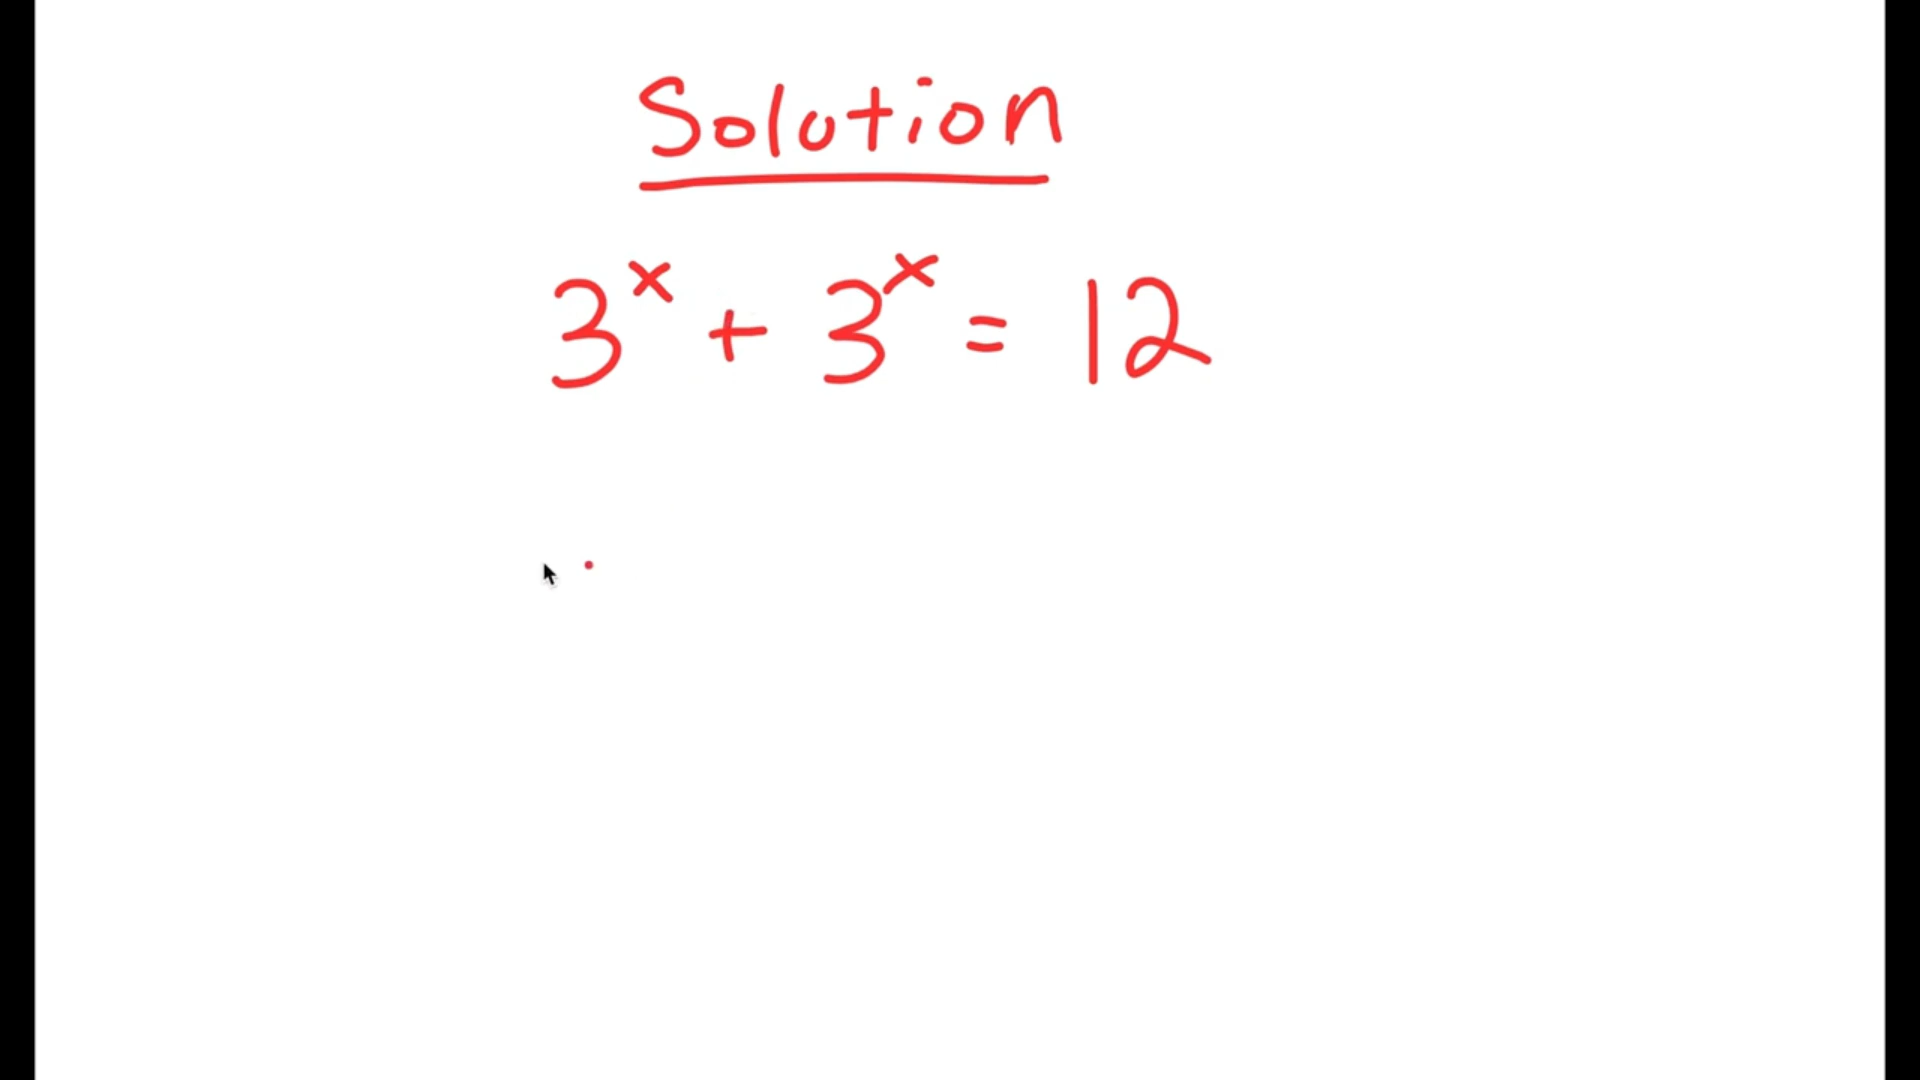 Solution
3^x + 3^x = 12